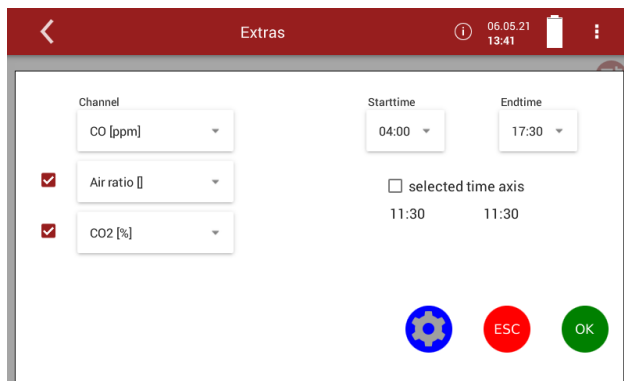 Extras
06.05.21
13:41
Channel
Starttime
Endtime
CO [ppm]
04:00
17:30
Air ratio []
selected time axis
11:30
11:30
CO2 [%]
ESC
OK